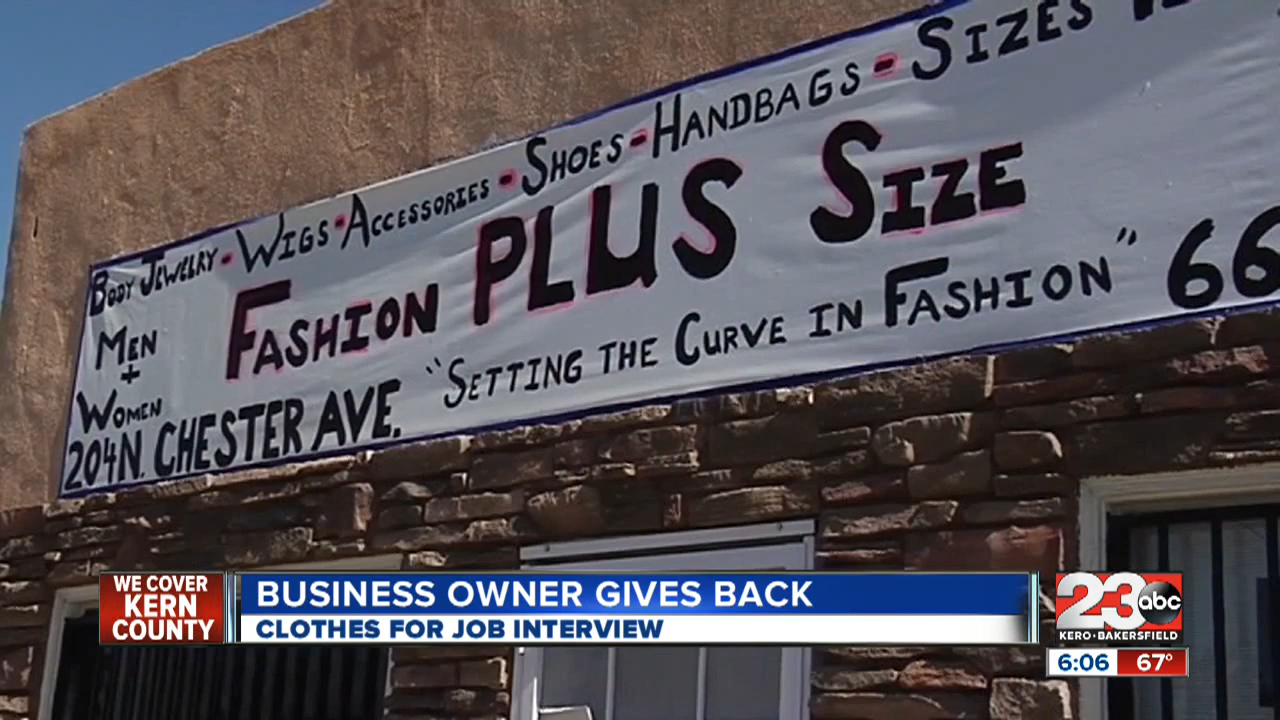 BODY JEWELRY - WIGS - ACCESSORIES - SHOES - HANDBAGS - SIZES
MEN
+
WOMEN
FASHION PLUS SIZE
"SETTING THE CURVE IN FASHION" 66
204 N. CHESTER AVE.
WE COVER
KERN
COUNTY
BUSINESS OWNER GIVES BACK
CLOTHES FOR JOB INTERVIEW
23 abc
KERO • BAKERSFIELD
6:06 67°